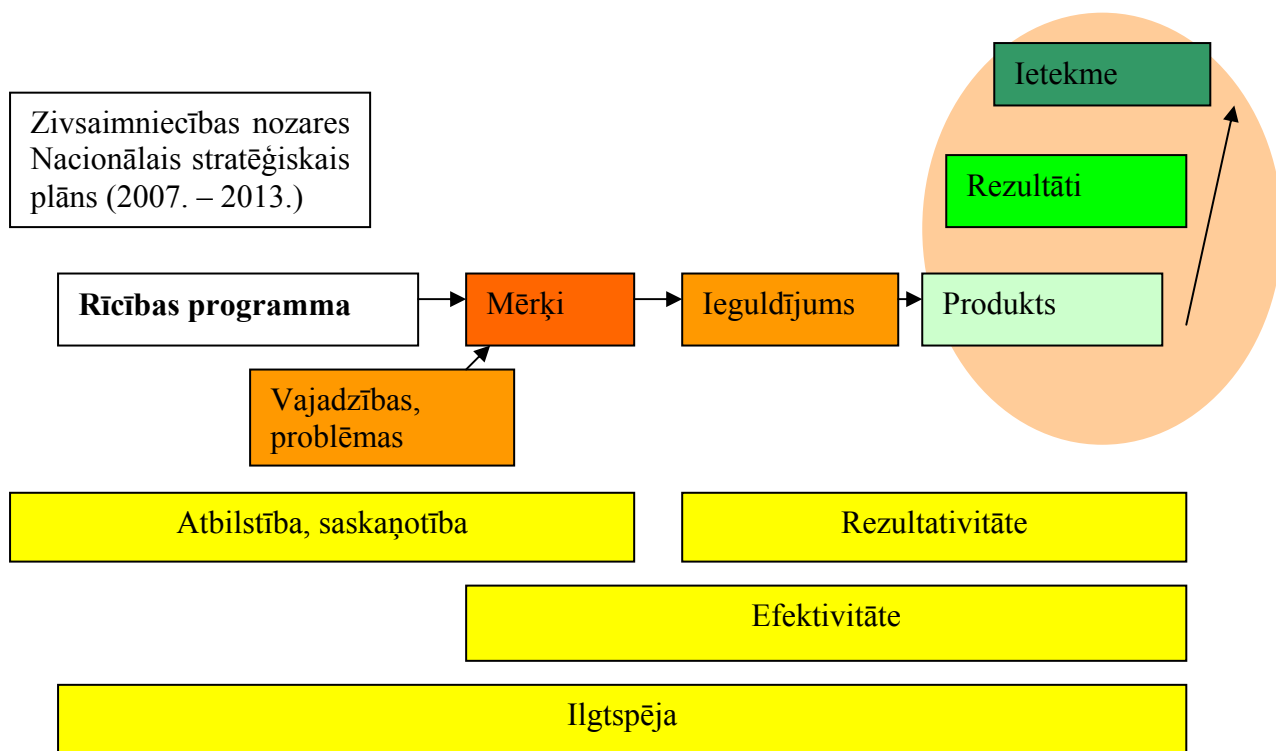 Ietekme
Zivsaimniecības nozares
Nacionālais stratēģiskais
plāns (2007. – 2013.)
Rezultāti
Rīcības programma
Mērķi
Ieguldījums
Produkts
Vajadzības,
problēmas
Atbilstība, saskaņotība
Rezultativitāte
Efektivitāte
Ilgtspēja